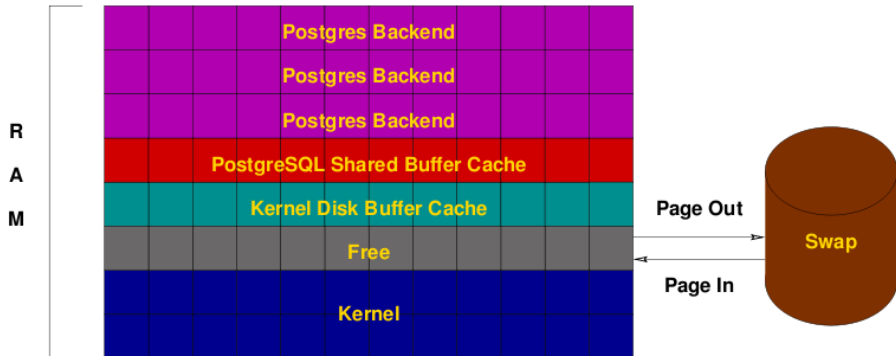 RAM
Postgres Backend
Postgres Backend
Postgres Backend
PostgreSQL Shared Buffer Cache
Kernel Disk Buffer Cache
Free
Kernel
Page Out
Page In
Swap